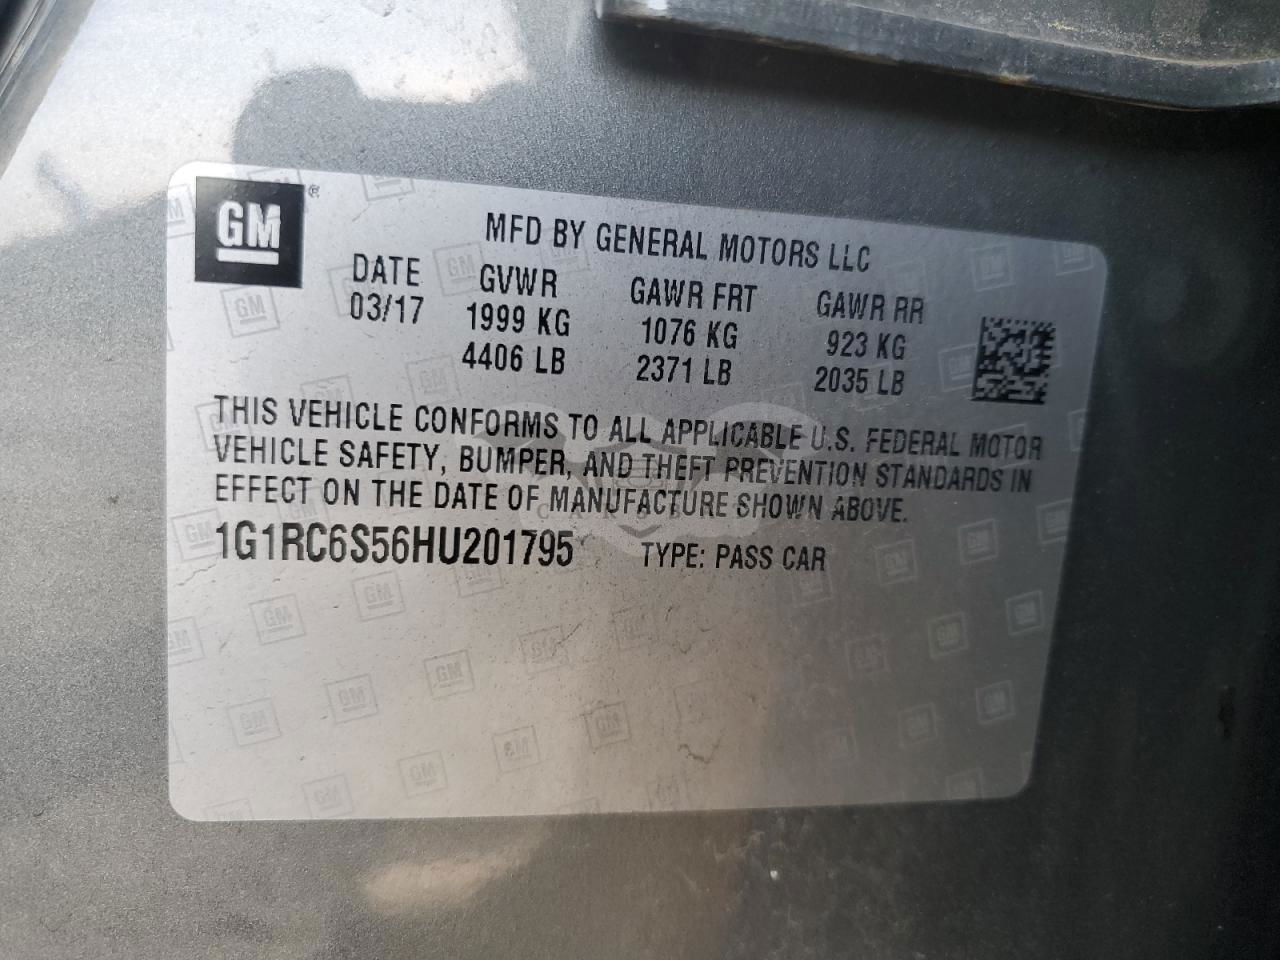 GM ®
MFD BY GENERAL MOTORS LLC
DATE GVWR GAWR FRT GAWR RR
03/17 1999 KG 1076 KG 923 KG
4406 LB 2371 LB 2035 LB
THIS VEHICLE CONFORMS TO ALL APPLICABLE U.S. FEDERAL MOTOR
VEHICLE SAFETY, BUMPER, AND THEFT PREVENTION STANDARDS IN
EFFECT ON THE DATE OF MANUFACTURE SHOWN ABOVE.
1G1RC6S56HU201795 TYPE: PASS CAR